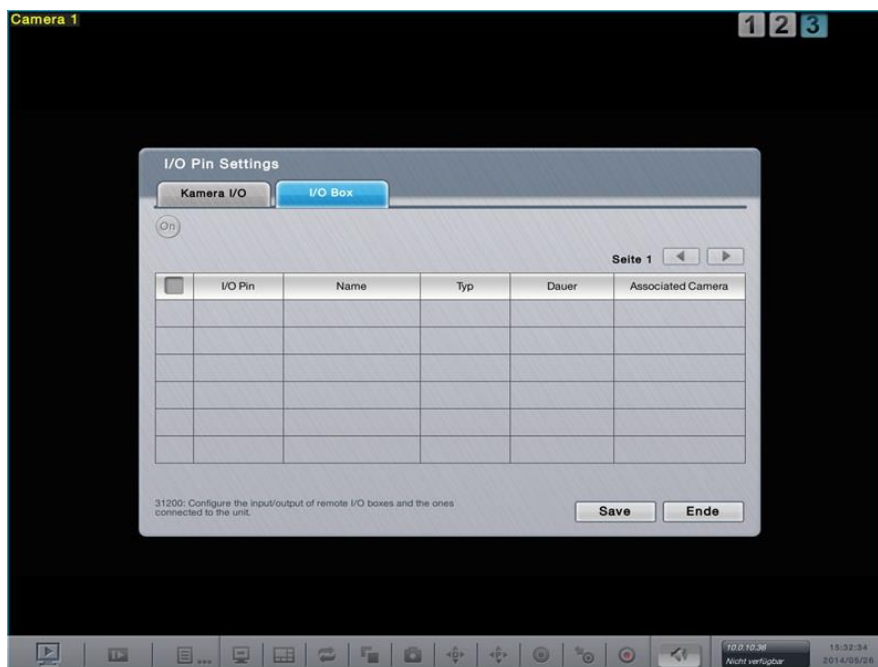 Camera 1
1 2 3
I/O Pin Settings
Kamera I/O
I/O Box
On
Seite 1
I/O Pin
Name
Typ
Dauer
Associated Camera
31200: Configure the input/output of remote I/O boxes and the ones
connected to the unit.
Save
Ende
10.0.10.36
Nicht verfügbar
15:32:34
2014/05/26